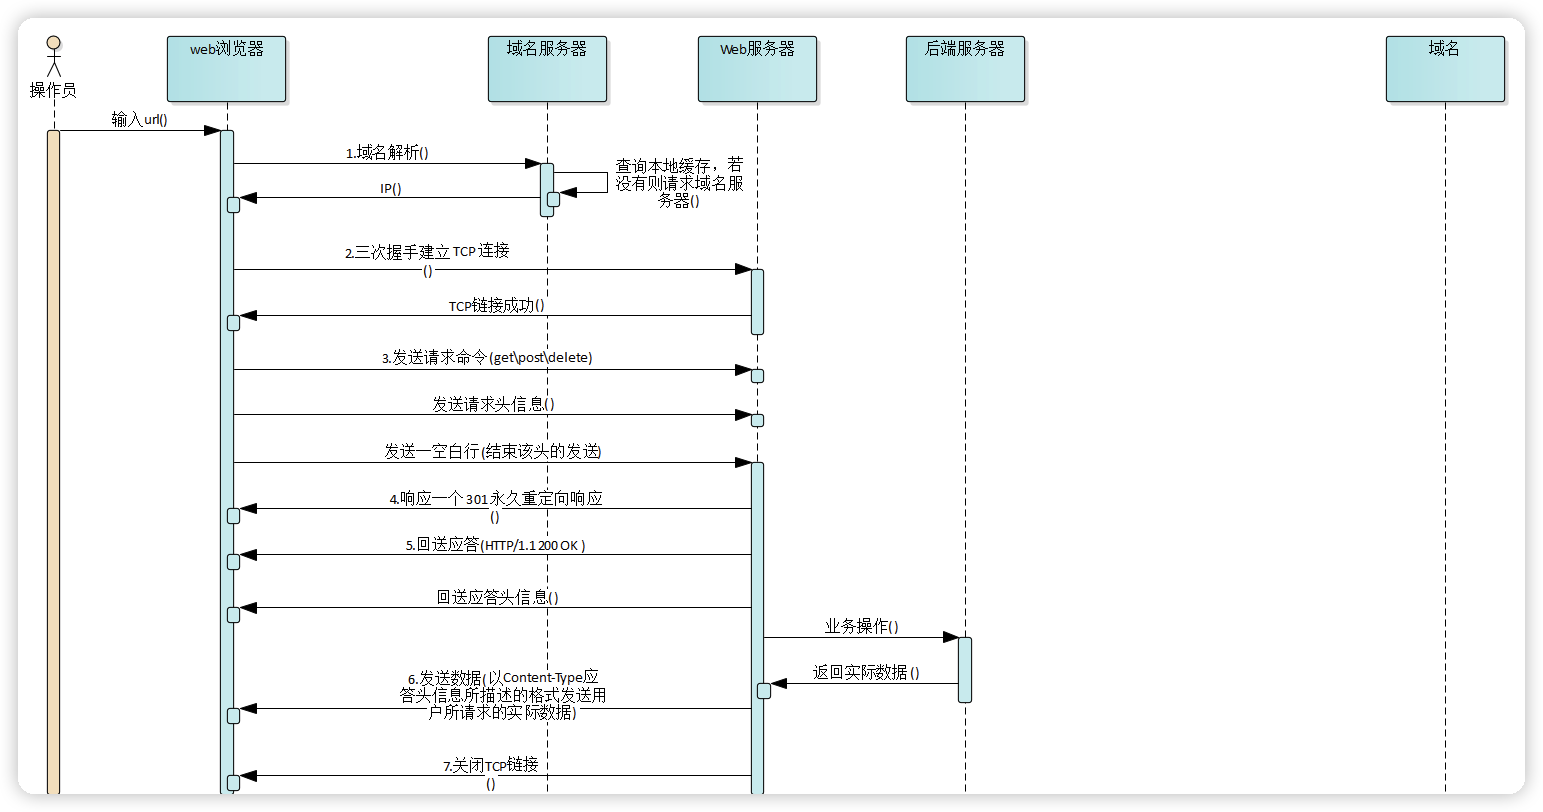 web浏览器
域名服务器
Web服务器
后端服务器
域名
操作员
输入url()
1.域名解析()
查询本地缓存，若
没有则请求域名服
务器()
IP()
2.三次握手建立 TCP 连接
()
TCP链接成功()
3.发送请求命令(get\post\delete)
发送请求头信息()
发送一空白行(结束该头的发送)
4.响应一个 301 永久重定向响应
()
5.回送应答(HTTP/1.1 200 OK )
回送应答头信息()
业务操作()
返回实际数据()
6.发送数据(以Content-Type应
答头信息所描述的格式发送用
户所请求的实际数据)
7.关闭TCP链接
()